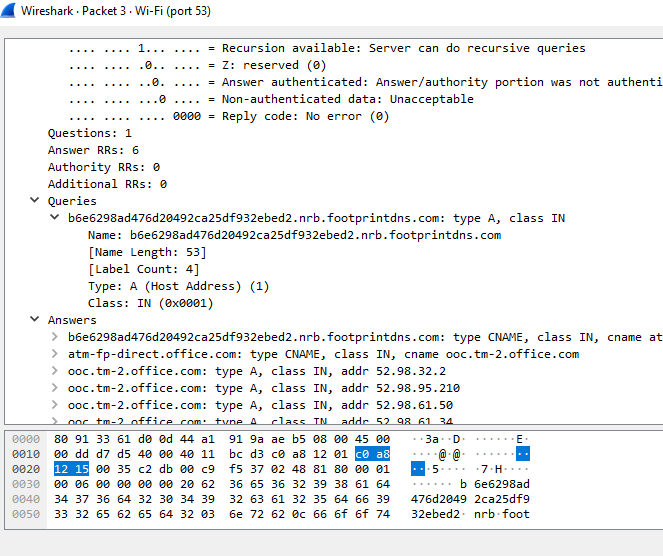 Wireshark · Packet 3 · Wi-Fi (port 53)
.... .... 1... .... = Recursion available: Server can do recursive queries
.... .... .0.. .... = Z: reserved (0)
.... .... ..0. .... = Answer authenticated: Answer/authority portion was not authenti
.... .... ...0 .... = Non-authenticated data: Unacceptable
.... .... .... 0000 = Reply code: No error (0)
Questions: 1
Answer RRs: 6
Authority RRs: 0
Additional RRs: 0
Queries
b6e6298ad476d20492ca25df932ebed2.nrb.footprintdns.com: type A, class IN
Name: b6e6298ad476d20492ca25df932ebed2.nrb.footprintdns.com
[Name Length: 53]
[Label Count: 4]
Type: A (Host Address) (1)
Class: IN (0x0001)
Answers
b6e6298ad476d20492ca25df932ebed2.nrb.footprintdns.com: type CNAME, class IN, cname at
atm-fp-direct.office.com: type CNAME, class IN, cname ooc.tm-2.office.com
ooc.tm-2.office.com: type A, class IN, addr 52.98.32.2
ooc.tm-2.office.com: type A, class IN, addr 52.98.95.210
ooc.tm-2.office.com: type A, class IN, addr 52.98.61.50
ooc.tm-2.office.com: type A, class IN, addr 52.98.61.34
0000 80 91 33 61 d0 0d 44 a1 91 9a ae b5 08 00 45 00 ··3a··D· ······E·
0010 00 dd d7 d5 40 00 40 11 bc d3 c0 a8 12 01 c0 a8 ····@·@· ········
0020 12 15 00 35 c2 db 00 c9 f5 37 02 48 81 80 00 01 ···5···· ·7·H····
0030 00 06 00 00 00 00 20 62 36 65 36 32 39 38 61 64 ······ b 6e6298ad
0040 34 37 36 64 32 30 34 39 32 63 61 32 35 64 66 39 476d2049 2ca25df9
0050 33 32 65 62 65 64 32 03 6e 72 62 0c 66 6f 6f 74 32ebed2· nrb·foot